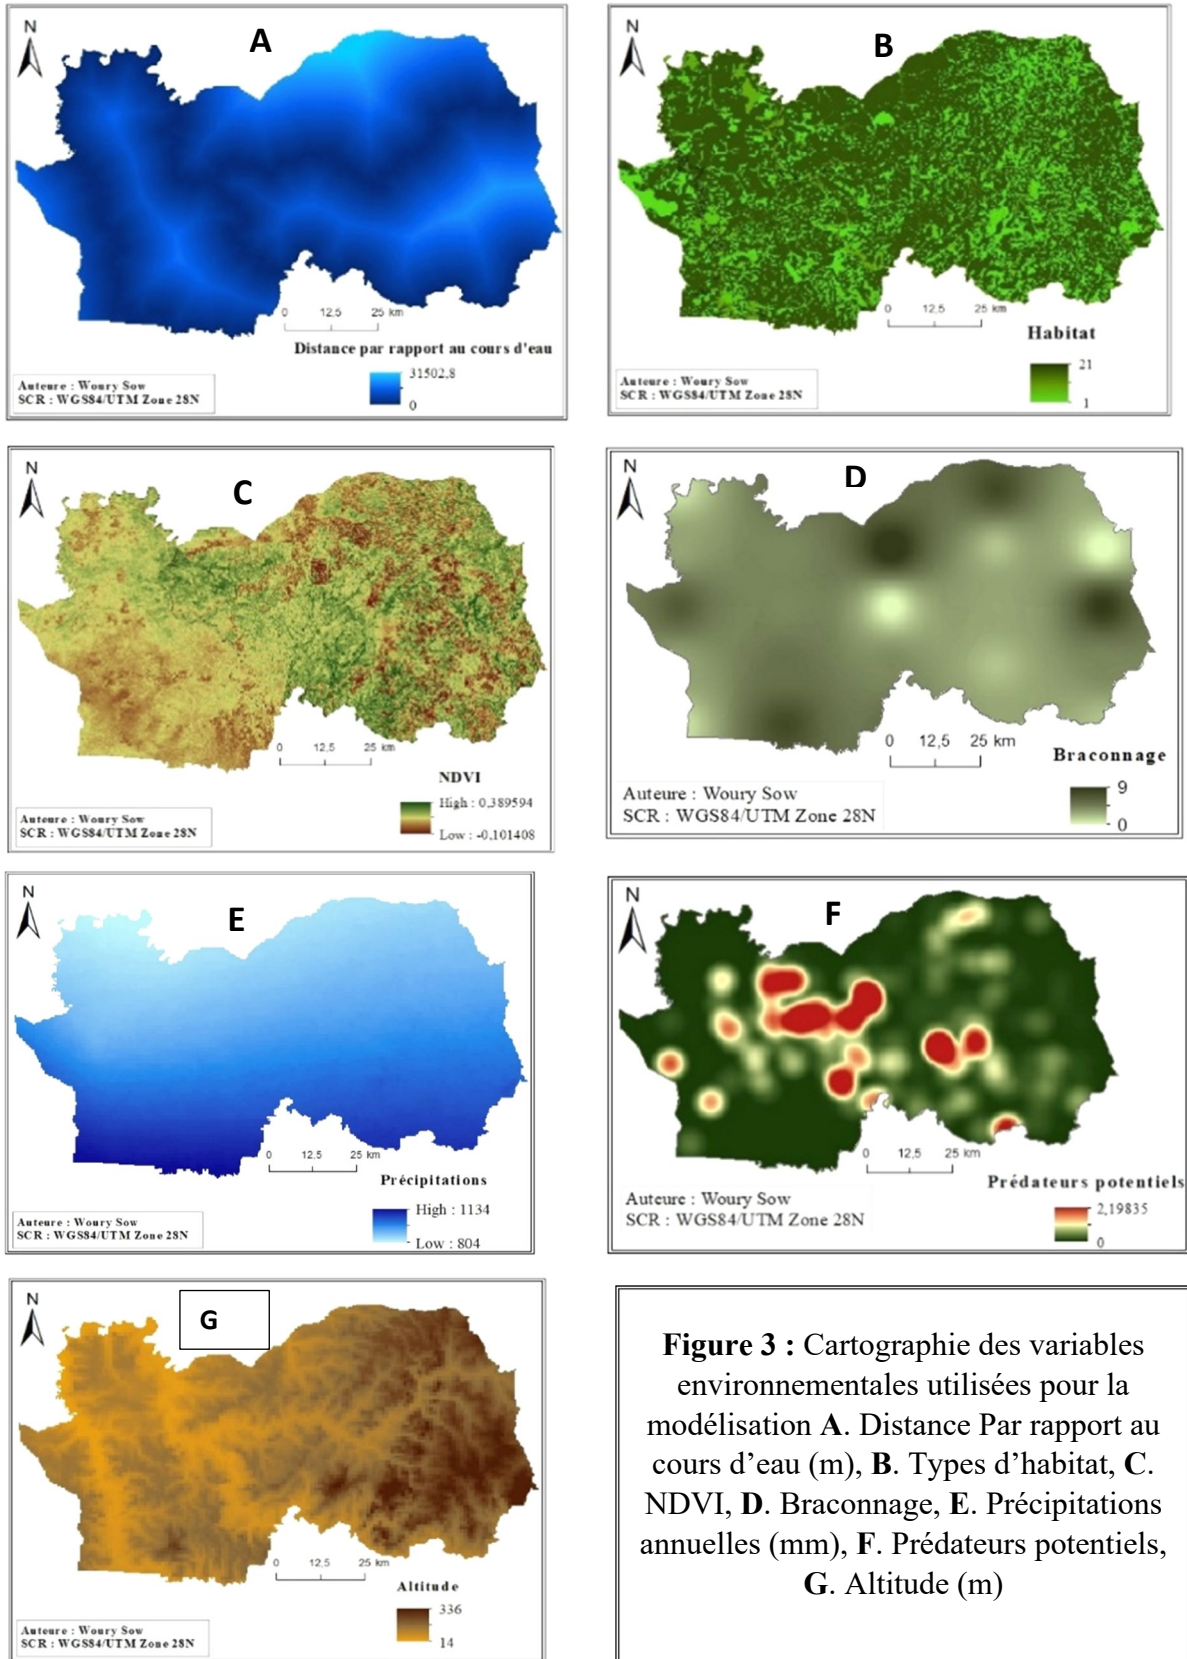 N
A
0 12,5 25 km
Distance par rapport au cours d'eau
31502,8
0
Auteure : Woury Sow
SCR : WGS84/UTM Zone 28N
N
B
0 12,5 25 km
Habitat
21
1
Auteure : Woury Sow
SCR : WGS84/UTM Zone 28N
N
C
0 12,5 25 km
NDVI
High : 0,389594
Low : -0,101408
Auteure : Woury Sow
SCR : WGS84/UTM Zone 28N
N
D
0 12,5 25 km
Braconnage
9
0
Auteure : Woury Sow
SCR : WGS84/UTM Zone 28N
N
E
0 12,5 25 km
Précipitations
High : 1134
Low : 804
Auteure : Woury Sow
SCR : WGS84/UTM Zone 28N
N
F
0 12,5 25 km
Prédateurs potentiels
2,19835
0
Auteure : Woury Sow
SCR : WGS84/UTM Zone 28N
N
G
0 12,5 25 km
Altitude
336
14
Auteure : Woury Sow
SCR : WGS84/UTM Zone 28N
Figure 3 : Cartographie des variables
environnementales utilisées pour la
modélisation A. Distance Par rapport au
cours d’eau (m), B. Types d’habitat, C.
NDVI, D. Braconnage, E. Précipitations
annuelles (mm), F. Prédateurs potentiels,
G. Altitude (m)